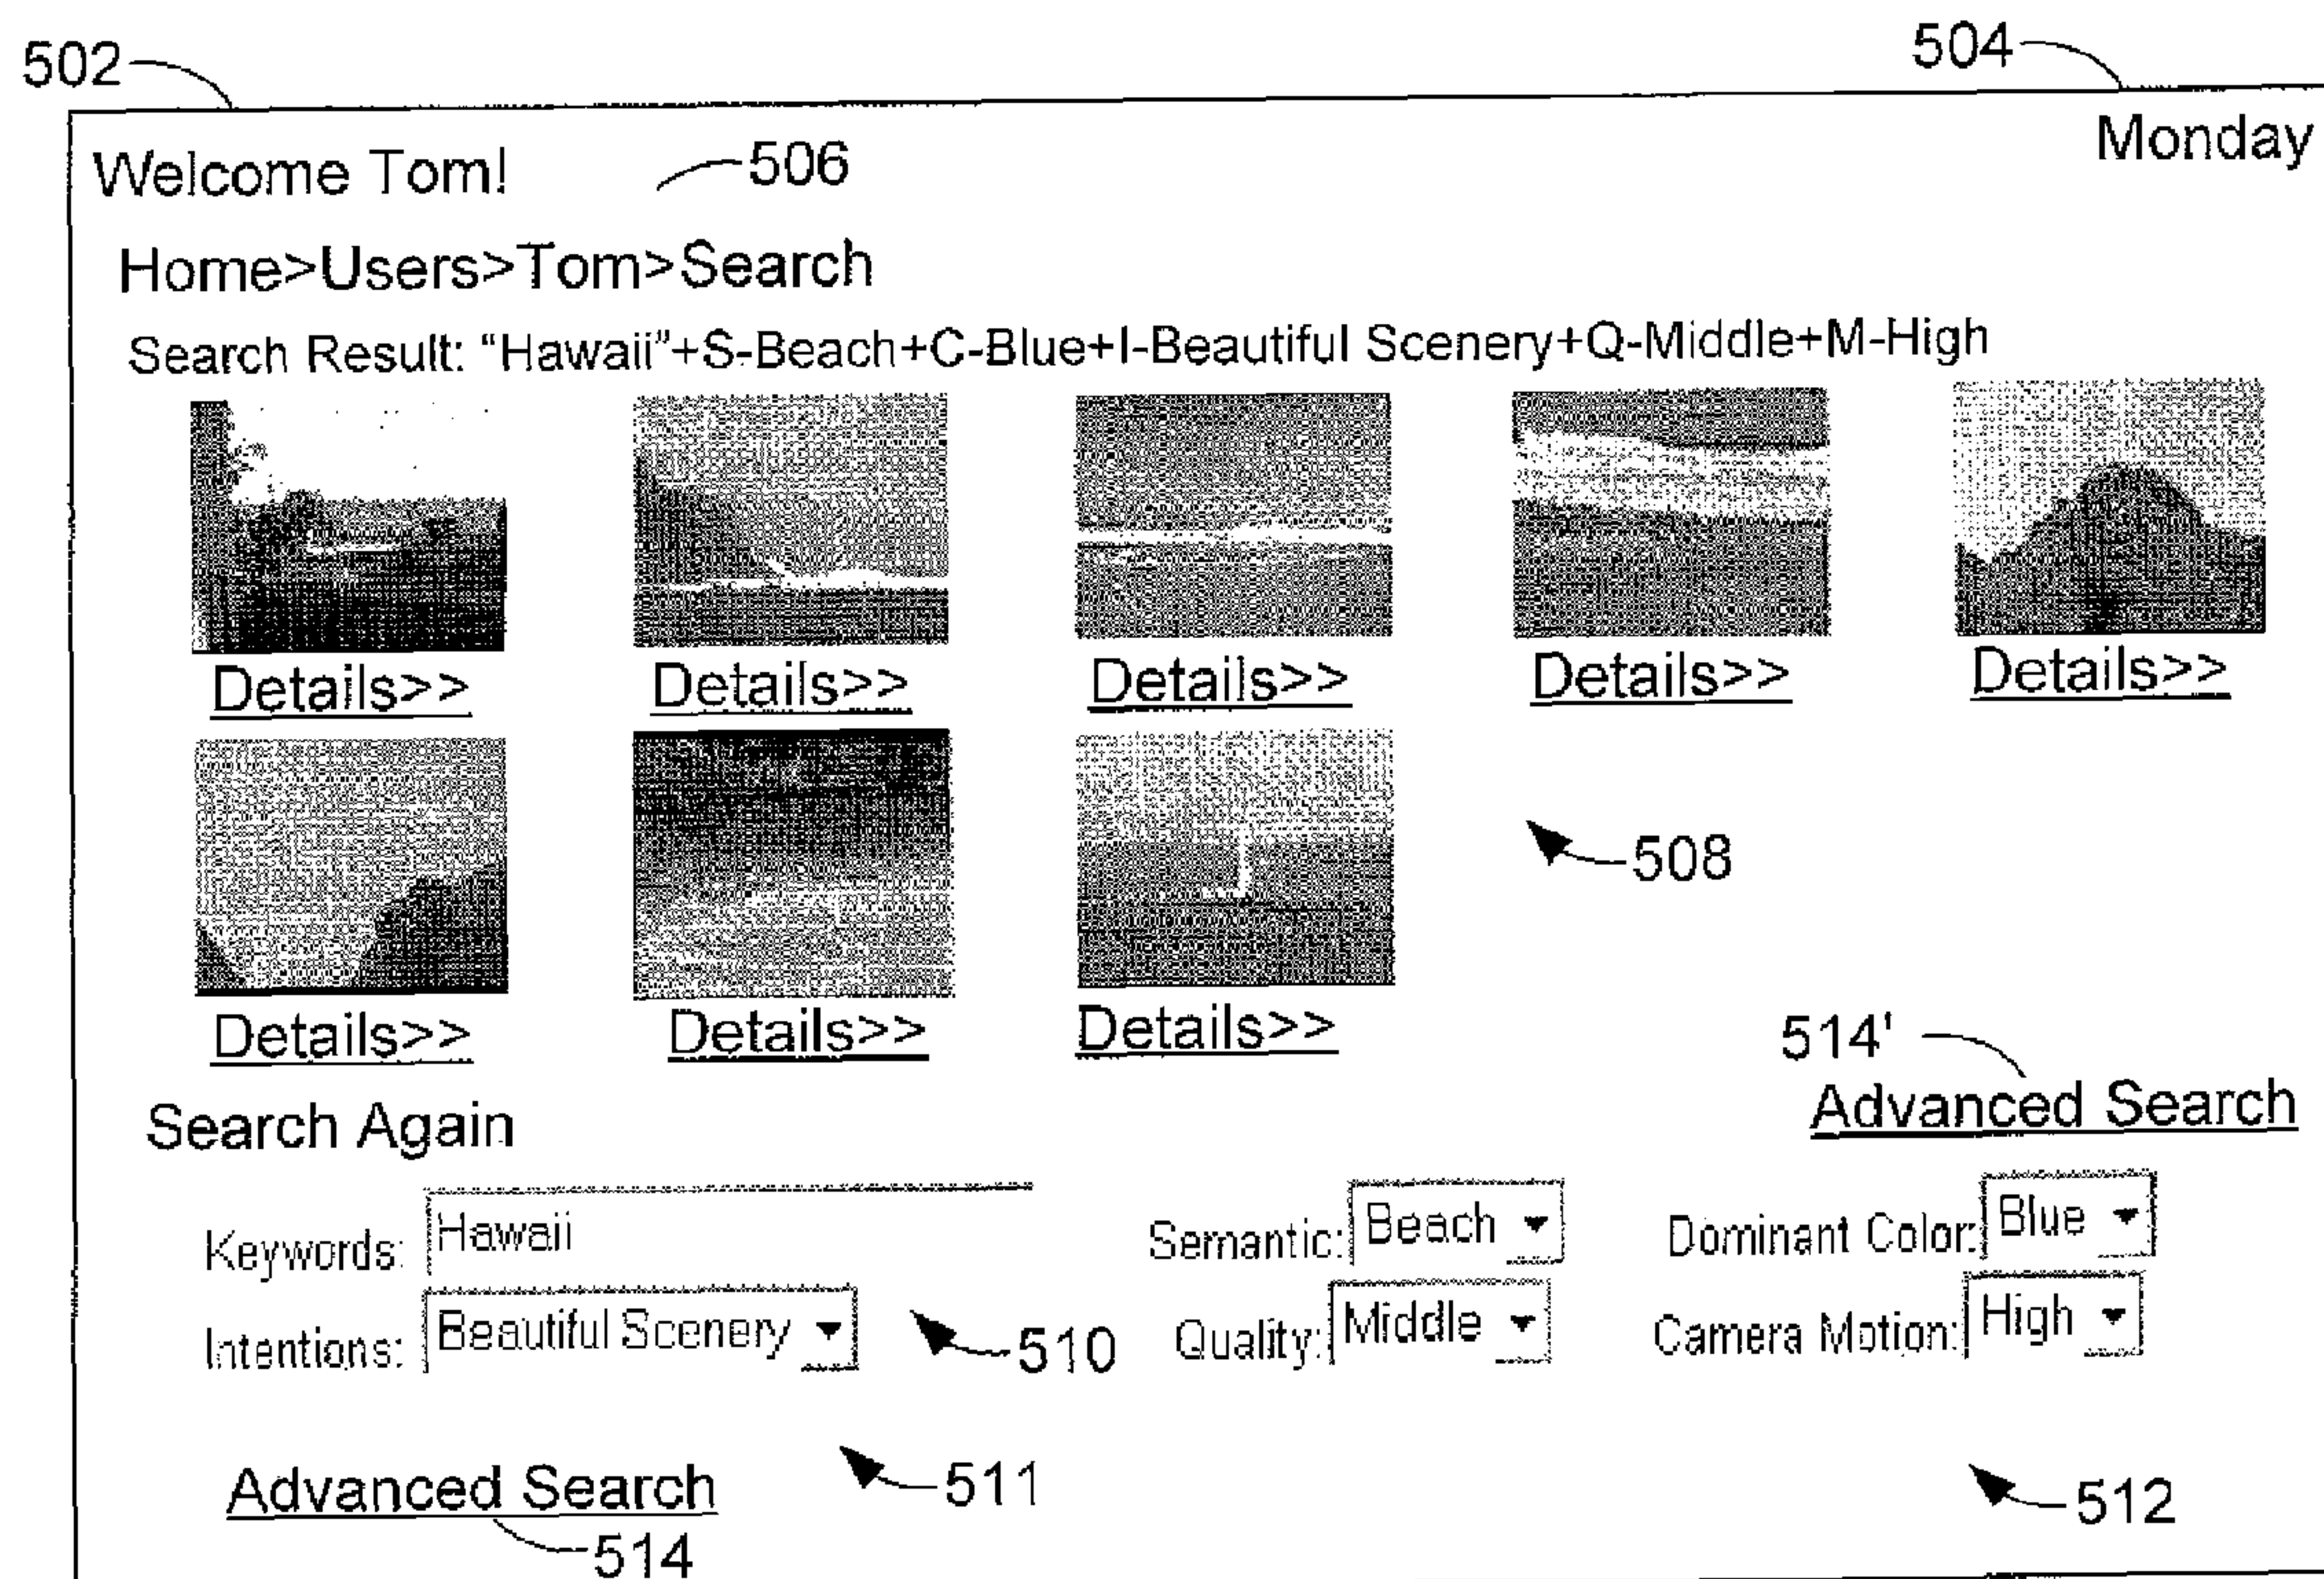 502
504
Welcome Tom!
506
Monday
Home>Users>Tom>Search
Search Result: “Hawaii”+S-Beach+C-Blue+I-Beautiful Scenery+Q-Middle+M-High
Details>> Details>> Details>> Details>> Details>>
508
Details>> Details>> Details>>
514'
Search Again
Advanced Search
Keywords: Hawaii Semantic: Beach Dominant Color: Blue
Intentions: Beautiful Scenery 510 Quality: Middle Camera Motion: High
Advanced Search 511 512
514